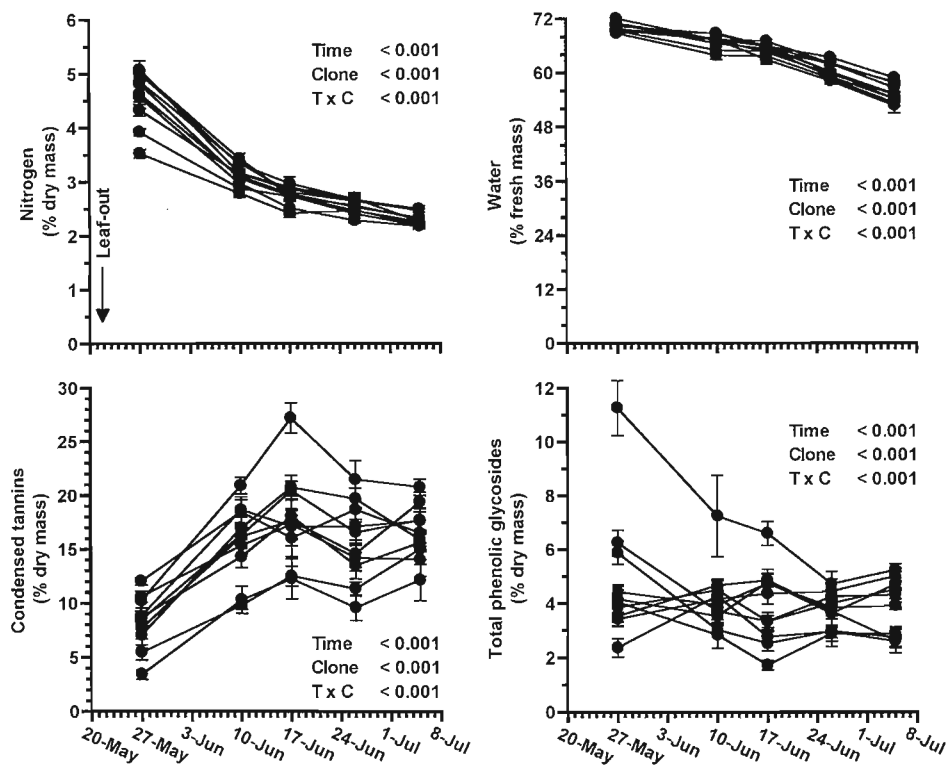 6
5
4
3
2
1
0
Nitrogen
(% dry mass)
Leaf-out
Time < 0.001
Clone < 0.001
T x C < 0.001
72
60
48
36
24
12
0
Water
(% fresh mass)
Time < 0.001
Clone < 0.001
T x C < 0.001
30
25
20
15
10
5
0
Condensed tannins
(% dry mass)
Time < 0.001
Clone < 0.001
T x C < 0.001
20-May
27-May
3-Jun
10-Jun
17-Jun
24-Jun
1-Jul
8-Jul
12
10
8
6
4
2
0
Total phenolic glycosides
(% dry mass)
Time < 0.001
Clone < 0.001
T x C < 0.001
20-May
27-May
3-Jun
10-Jun
17-Jun
24-Jun
1-Jul
8-Jul